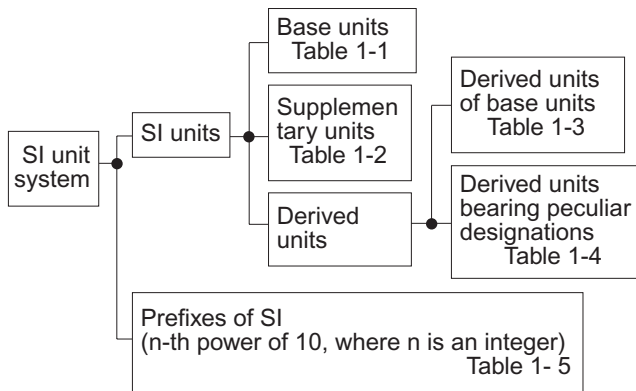 SI unit
system
SI units
Base units
Table 1-1
Supplemen
tary units
Table 1-2
Derived
units
Derived units
of base units
Table 1-3
Derived units
bearing peculiar
designations
Table 1-4
Prefixes of SI
(n-th power of 10, where n is an integer)
Table 1- 5